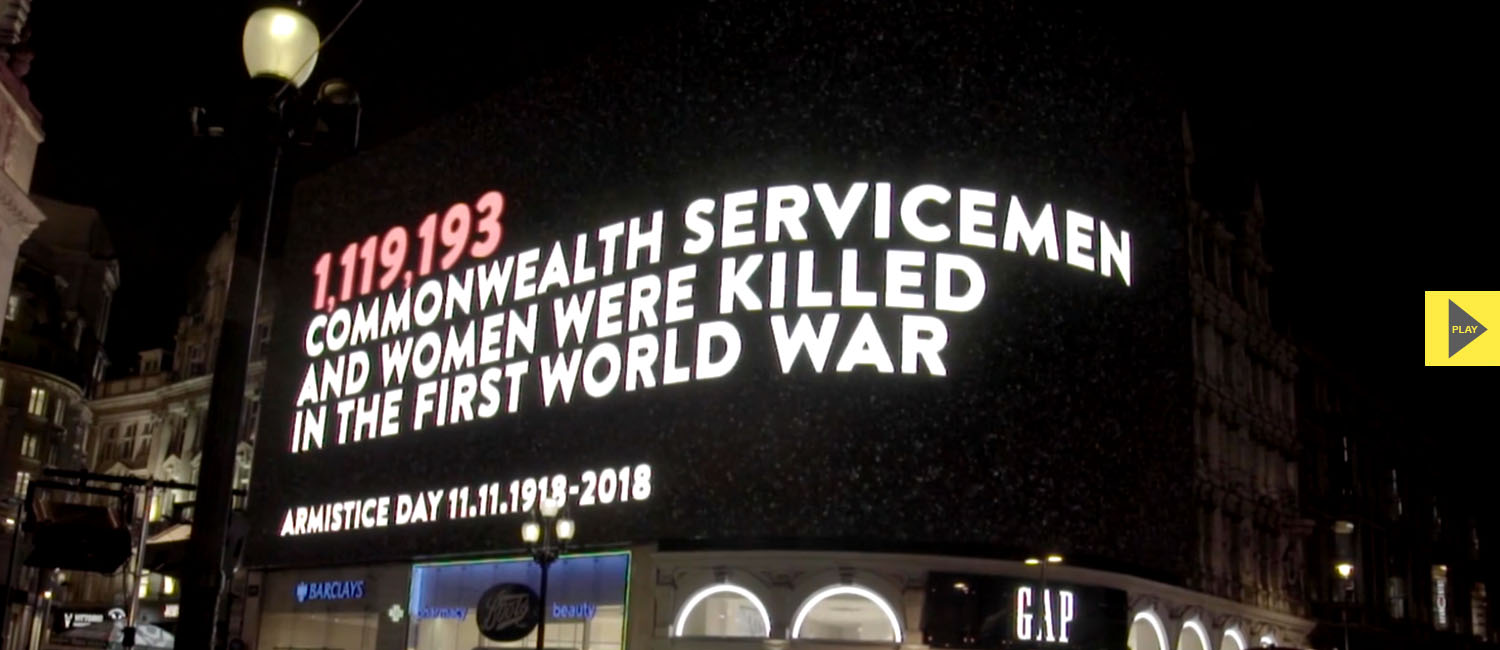 1,119,193
COMMONWEALTH SERVICEMEN
AND WOMEN WERE KILLED
IN THE FIRST WORLD WAR
ARMISTICE DAY 11.11.1918-2018
BARCLAYS
pharmacy
Boots
beauty
GAP
PLAY